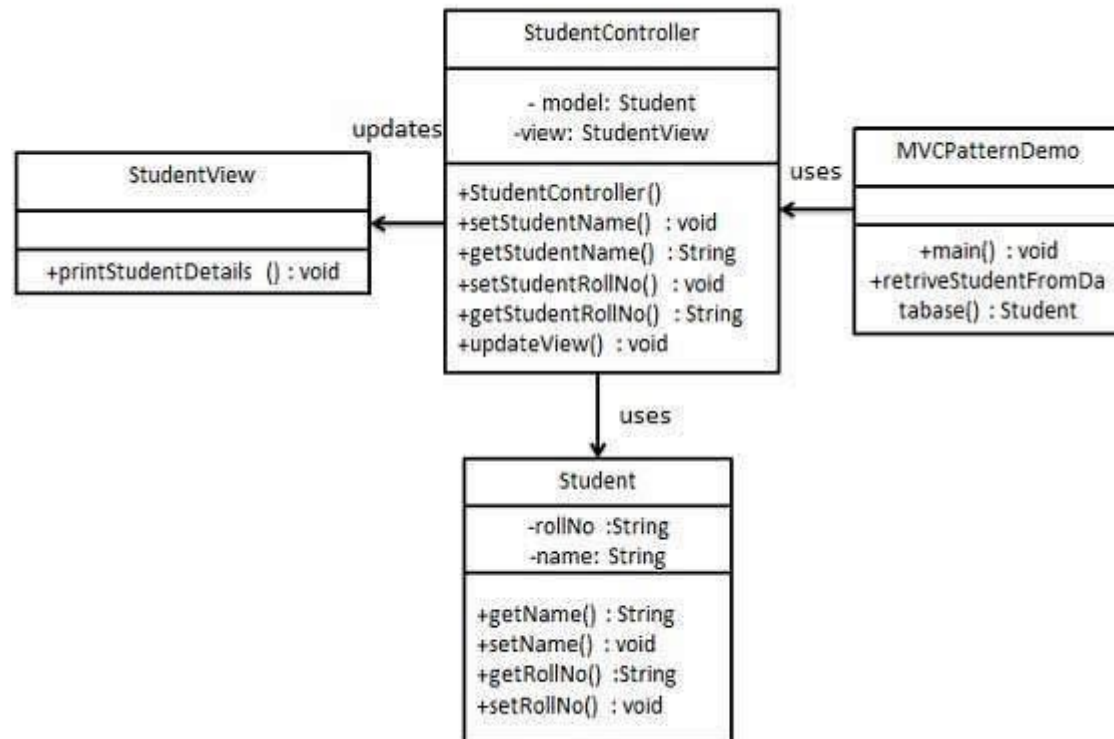 StudentController
- model: Student
-view: StudentView
+StudentController()
+setStudentName() : void
+getStudentName() : String
+setStudentRollNo() : void
+getStudentRollNo() : String
+updateView() : void
updates
StudentView
+printStudentDetails () : void
uses
MVCPatternDemo
+main() : void
+retriveStudentFromDa
tabase() : Student
uses
Student
-rollNo :String
-name: String
+getName() : String
+setName() : void
+getRollNo() :String
+setRollNo() : void